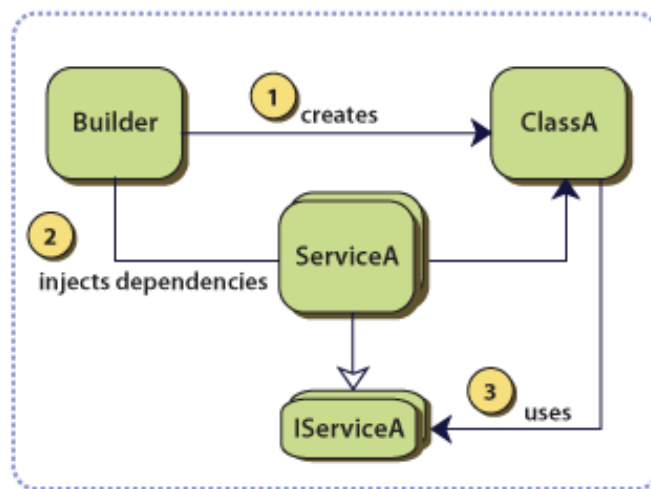 1
creates
Builder
ClassA
2
injects dependencies
ServiceA
IServiceA
3
uses